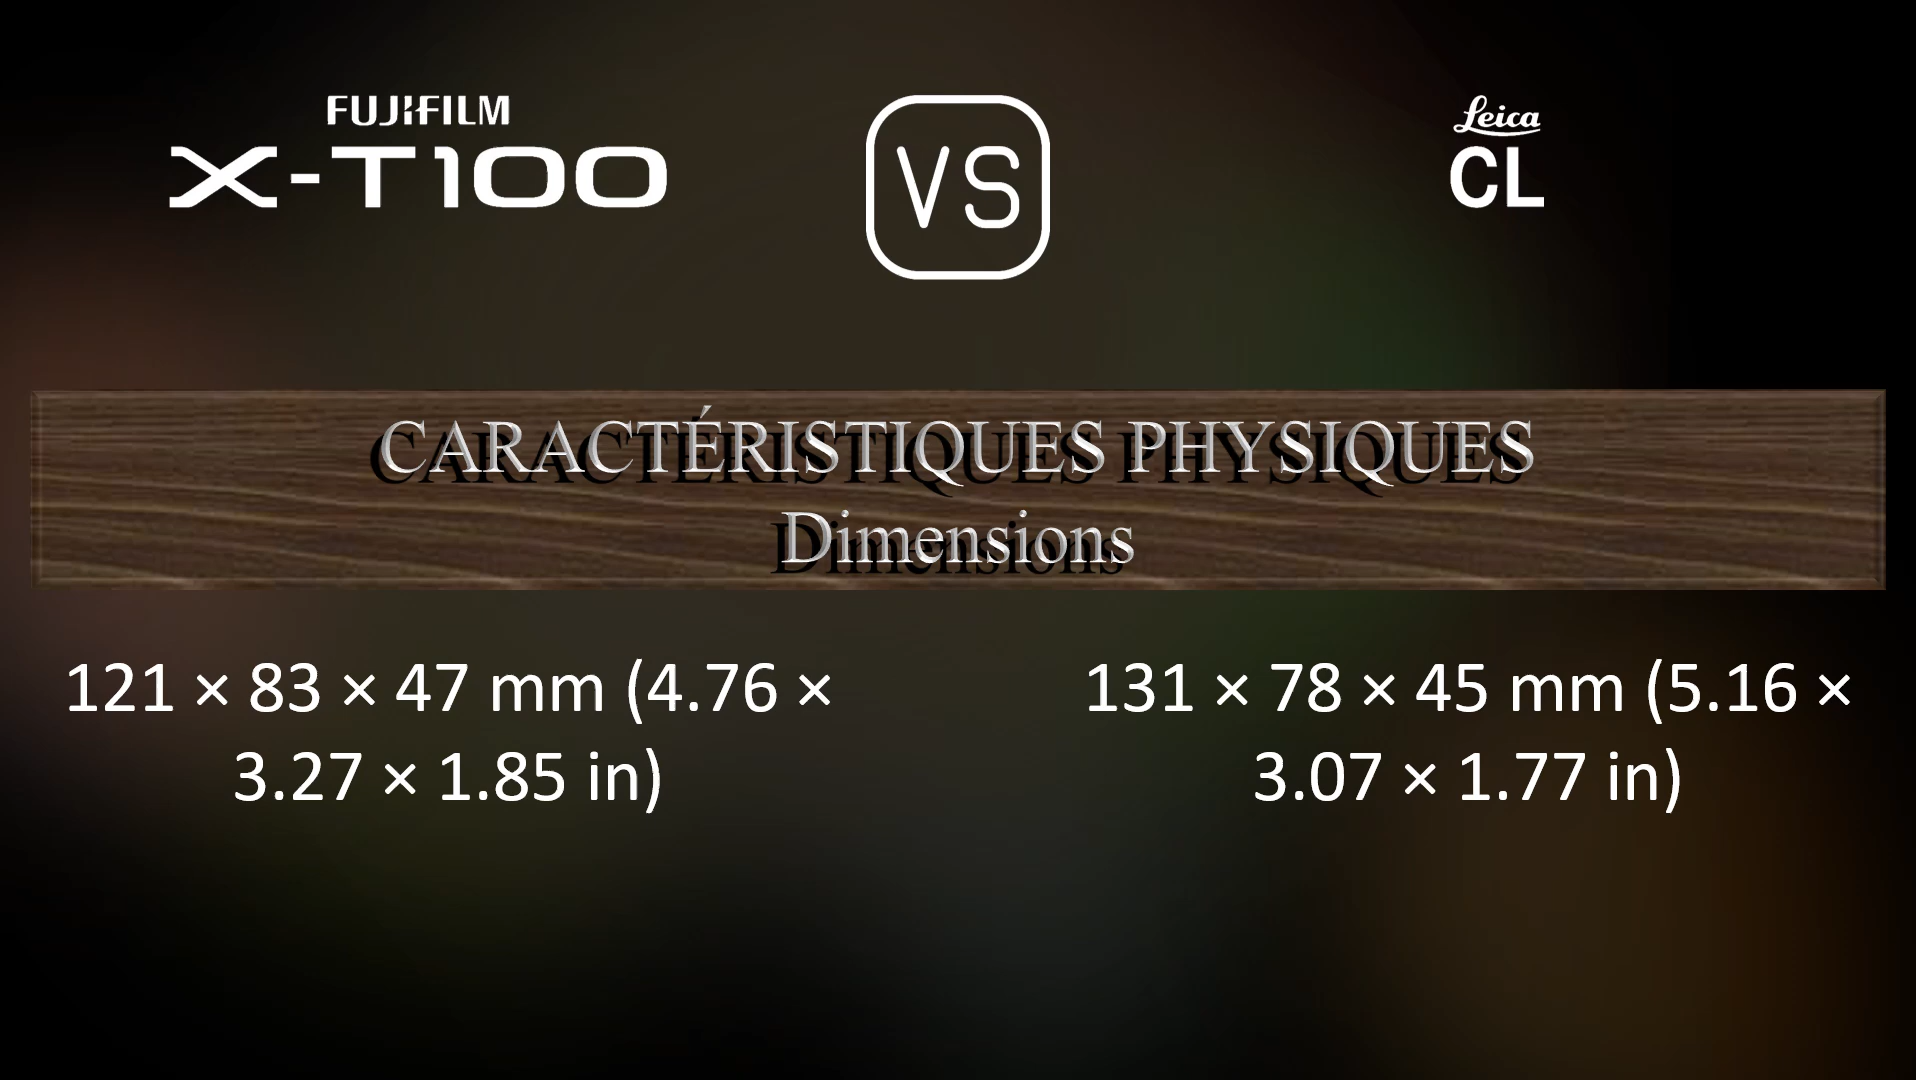 FUJIFILM
X-T100
VS
Leica
CL
CARACTÉRISTIQUES PHYSIQUES
Dimensions
121 × 83 × 47 mm (4.76 ×
3.27 × 1.85 in)
131 × 78 × 45 mm (5.16 ×
3.07 × 1.77 in)